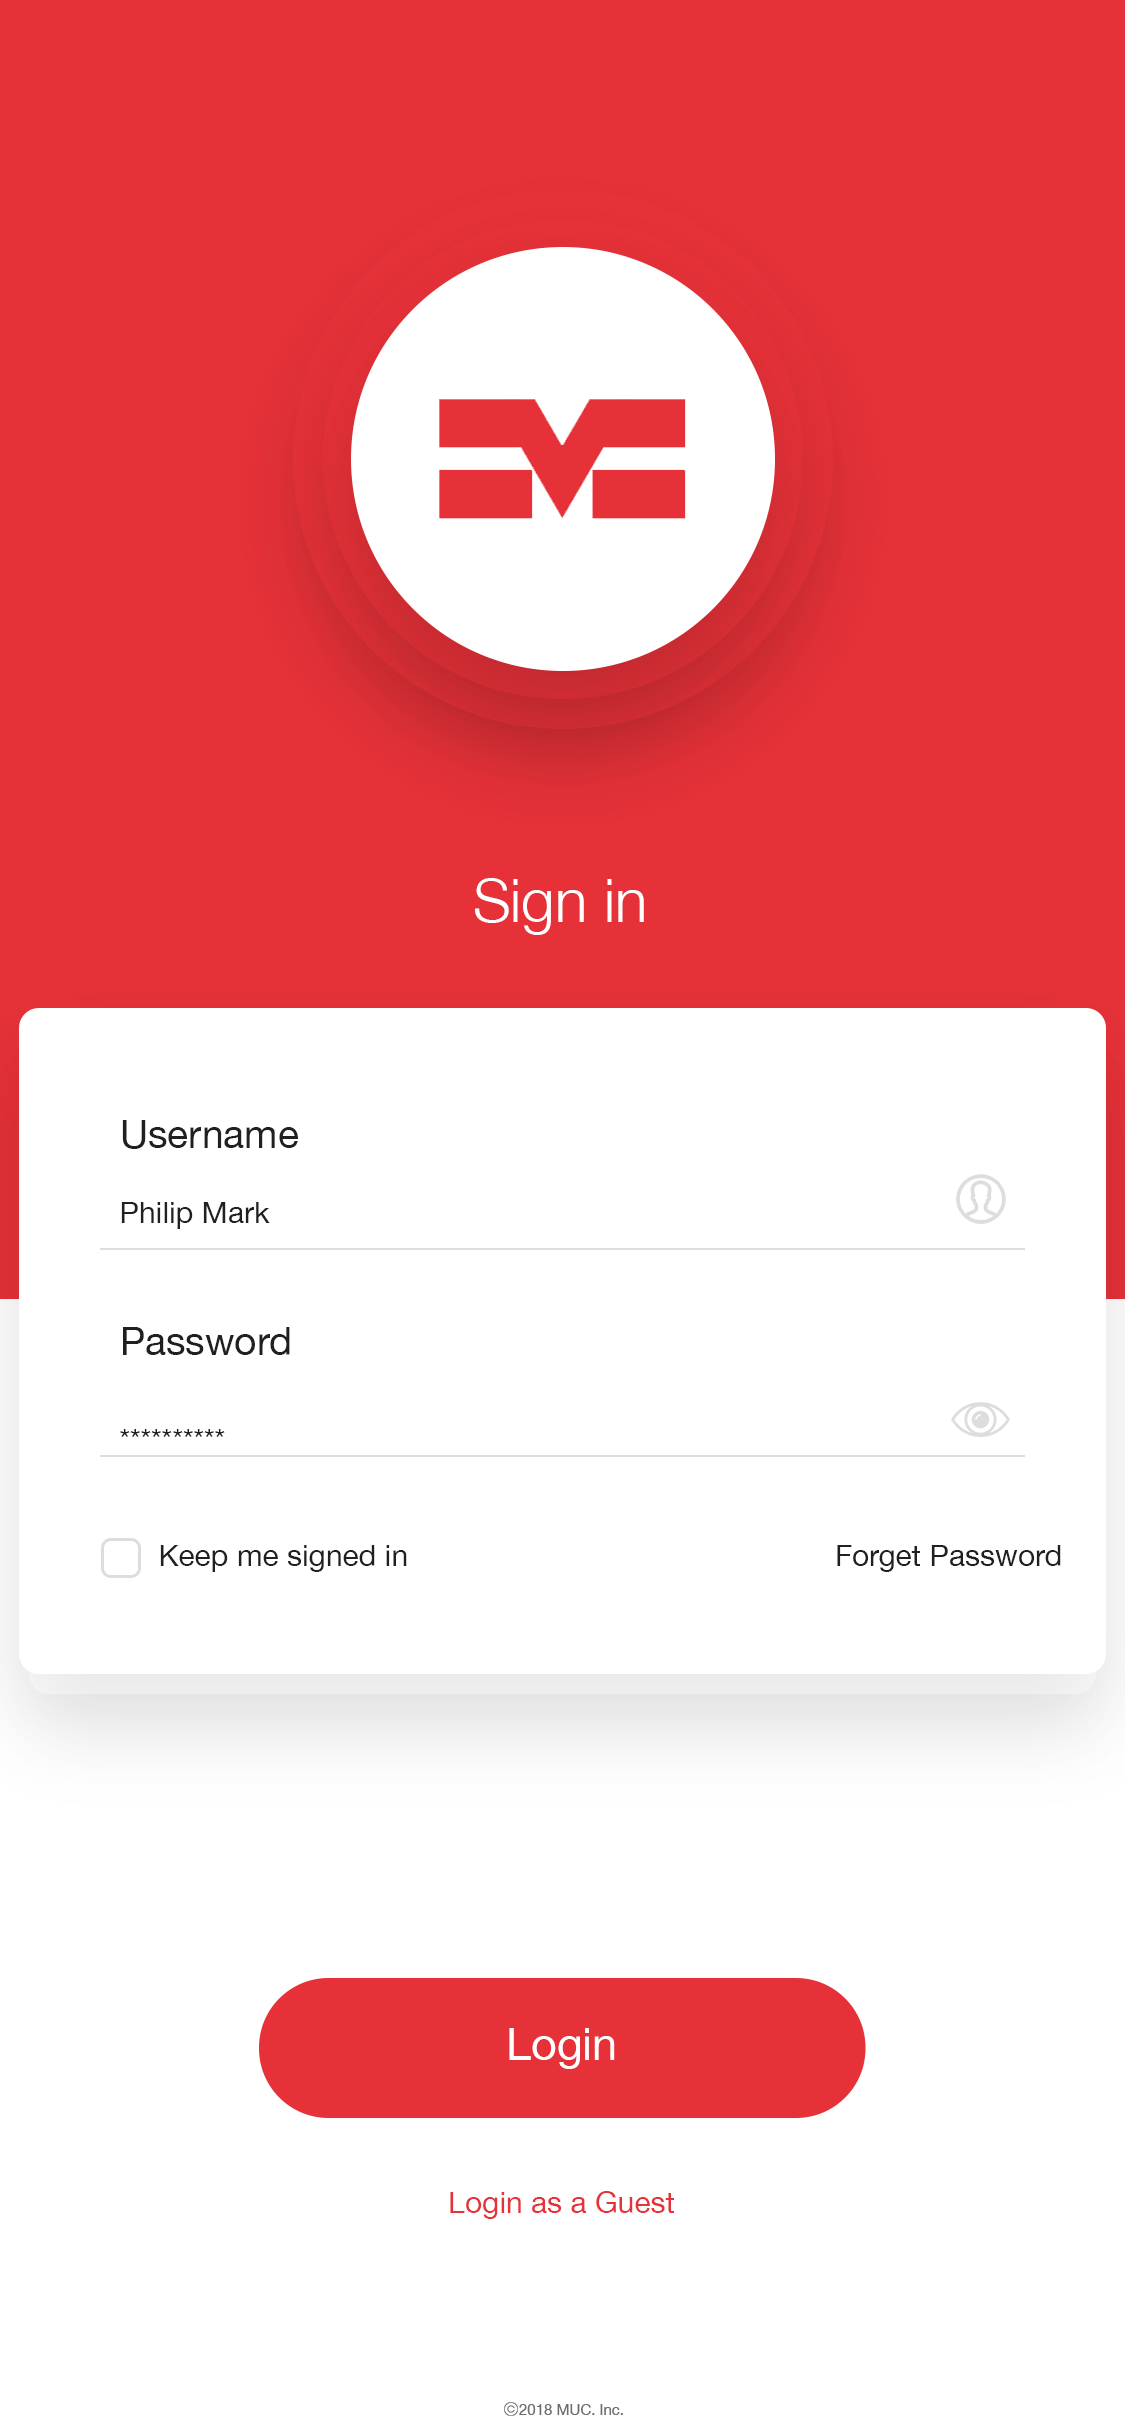 Sign in
Username
Philip Mark
Password
**********
Keep me signed in
Forget Password
Login
Login as a Guest
©2018 MUC. Inc.